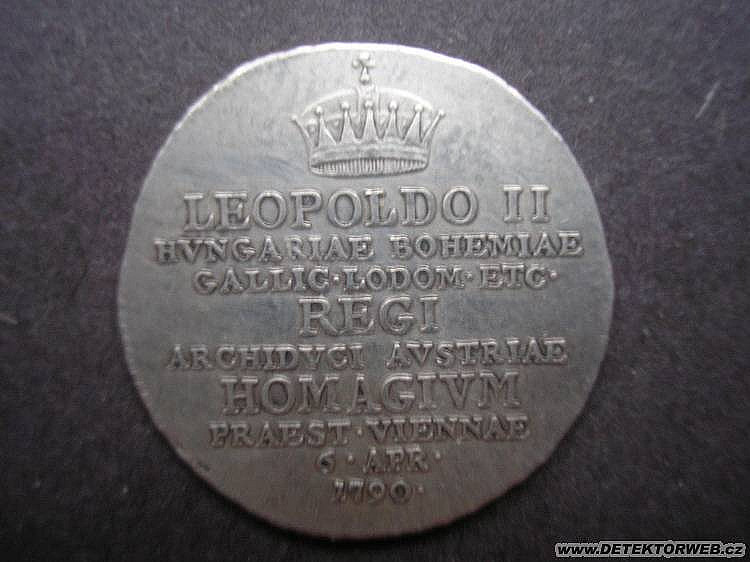 LEOPOLDO II
HVNGARIAE BOHEMIAE
GALLIC·LODOM·ETC·
REGI
ARCHIDVCI AVSTRIAE
HOMAGIVM
PRAEST·VIENNAE
6·APR·
1790·
www.DETEKTORWEB.cz